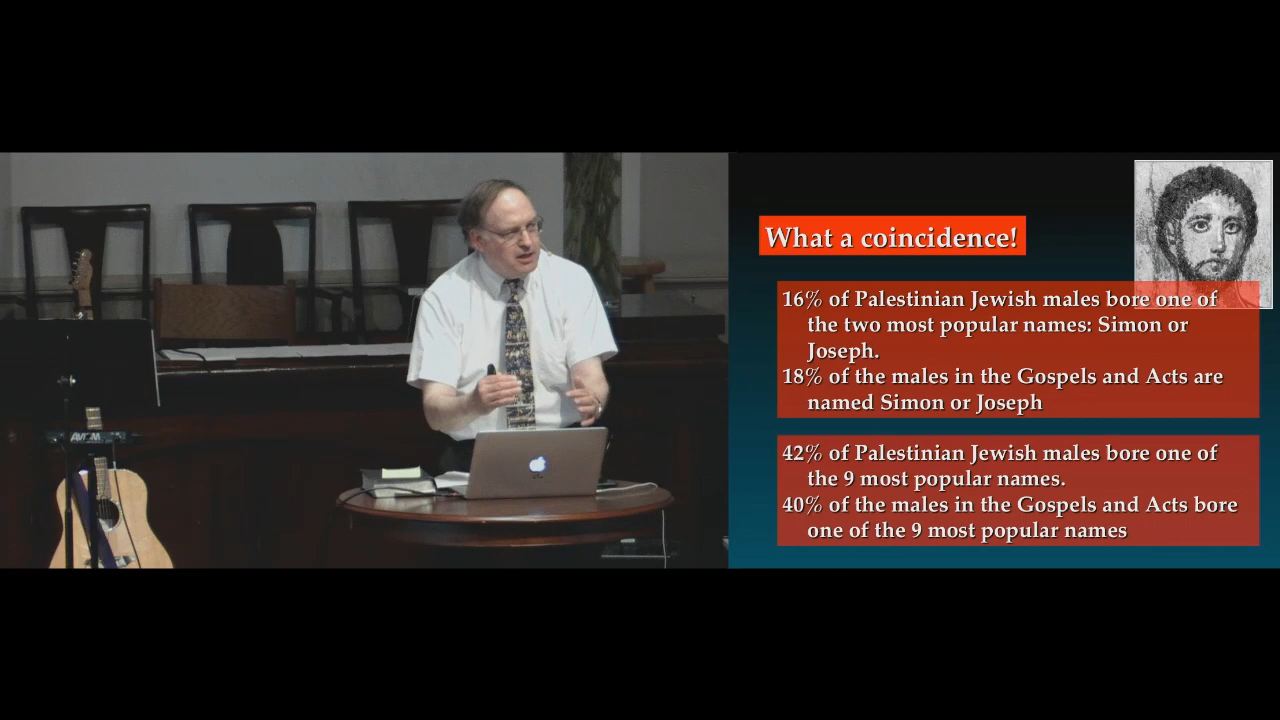 What a coincidence!
16% of Palestinian Jewish males bore one of
the two most popular names: Simon or
Joseph.
18% of the males in the Gospels and Acts are
named Simon or Joseph
42% of Palestinian Jewish males bore one of
the 9 most popular names.
40% of the males in the Gospels and Acts bore
one of the 9 most popular names